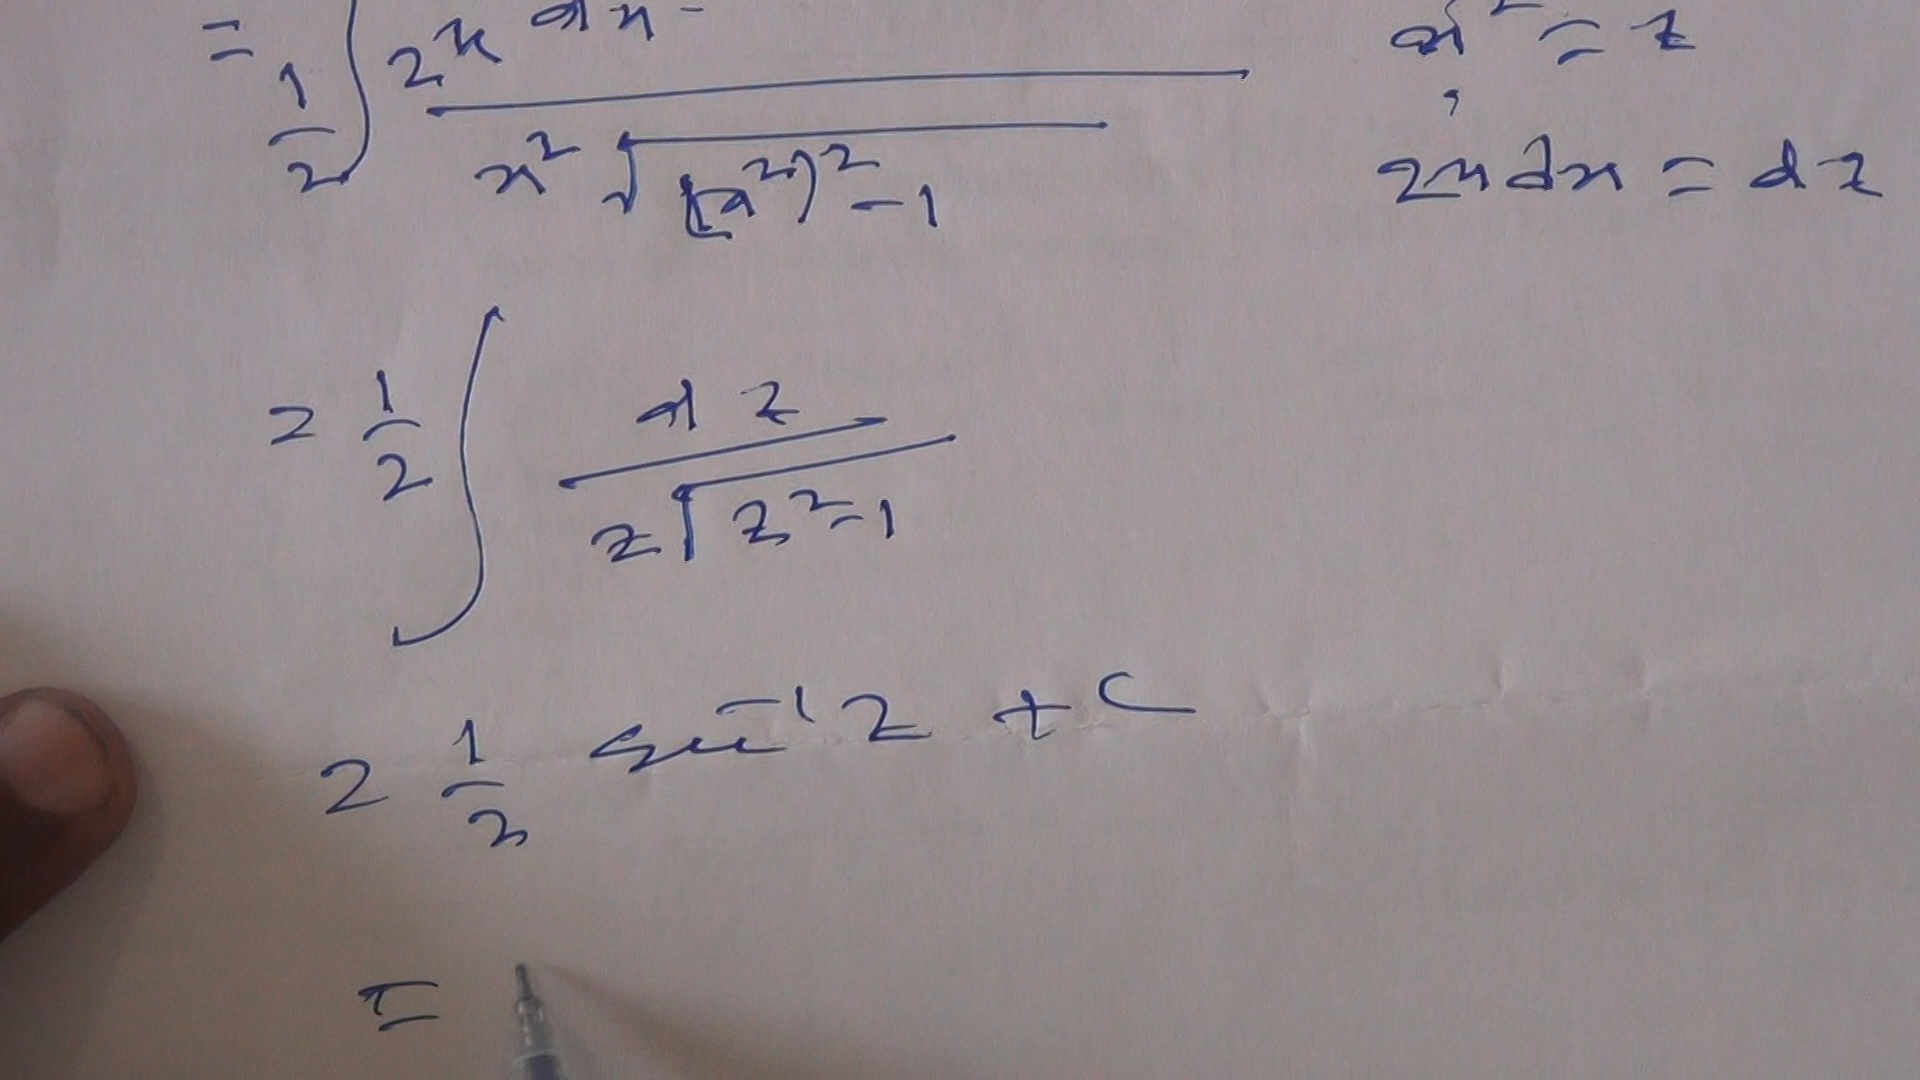 = 1/2 ∫ 2x dx / x² √((x²)² - 1)
x² = z,
2x dx = dz
= 1/2 ∫ dz / z √(z² - 1)
= 1/2 sec⁻¹ z + C
=